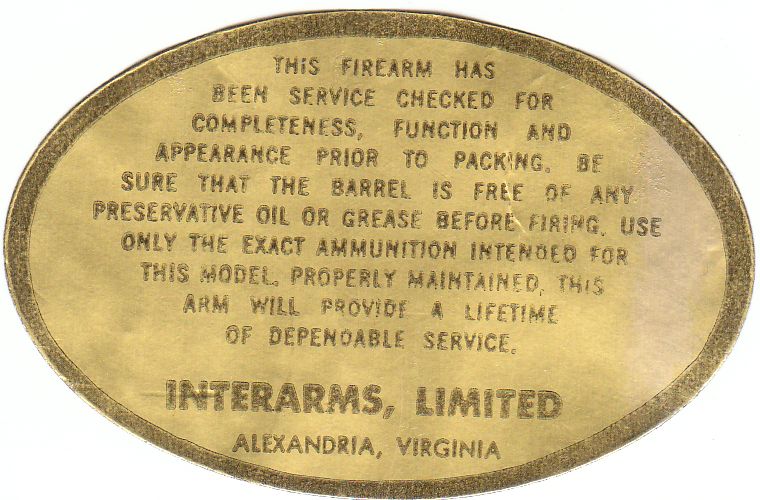 THIS FIREARM HAS
BEEN SERVICE CHECKED FOR
COMPLETENESS, FUNCTION AND
APPEARANCE PRIOR TO PACKING. BE
SURE THAT THE BARREL IS FREE OF ANY
PRESERVATIVE OIL OR GREASE BEFORE FIRING. USE
ONLY THE EXACT AMMUNITION INTENDED FOR
THIS MODEL. PROPERLY MAINTAINED, THIS
ARM WILL PROVIDE A LIFETIME
OF DEPENDABLE SERVICE.
INTERARMS, LIMITED
ALEXANDRIA, VIRGINIA